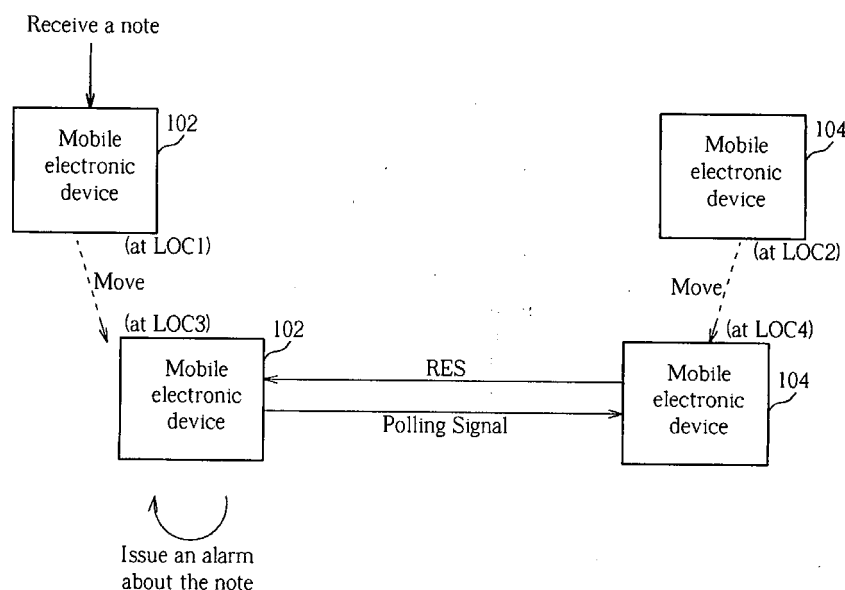 Receive a note
Mobile
electronic
device
102
(at LOC1)
Mobile
electronic
device
104
(at LOC2)
Move
Move
(at LOC3)
(at LOC4)
Mobile
electronic
device
102
RES
Polling Signal
Mobile
electronic
device
104
Issue an alarm
about the note